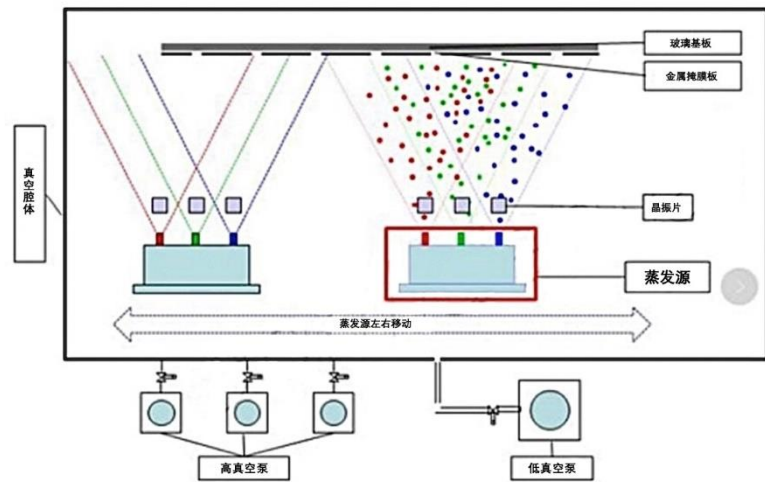 玻璃基板
金属掩膜板
真空腔体
晶振片
蒸发源
蒸发源左右移动
高真空泵
低真空泵